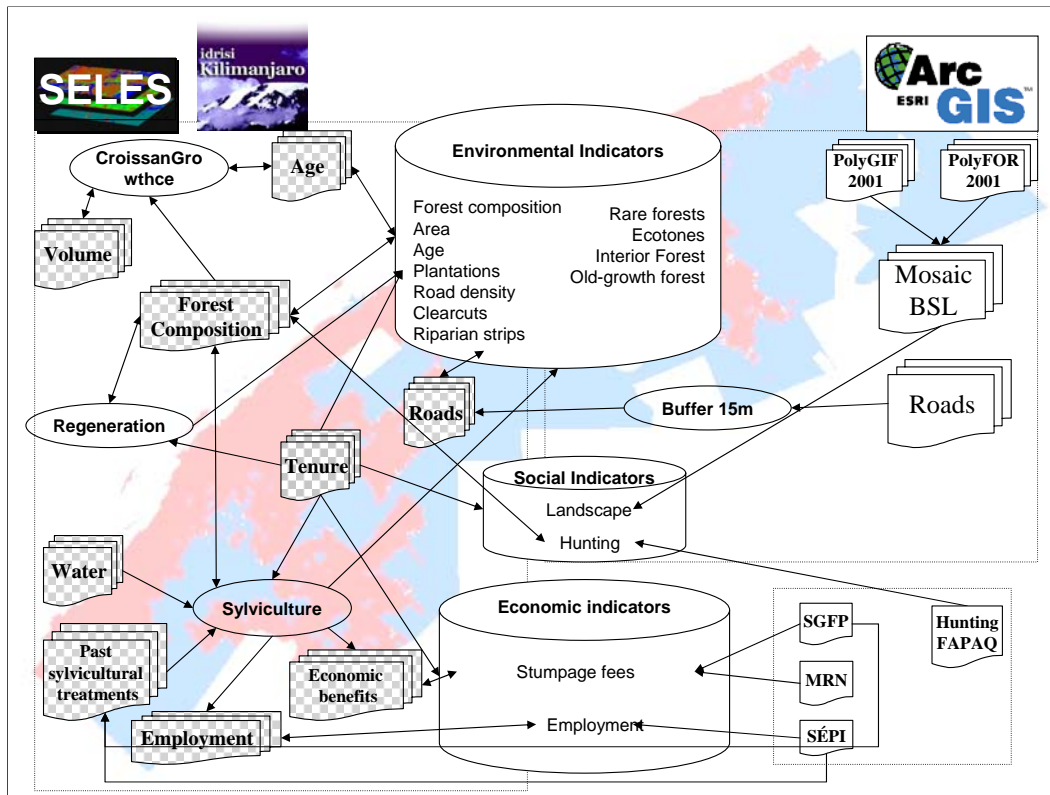 SELES
idrisi
Kilimanjaro
Arc
ESRI
GIS™
CroissanGro
wthce
Age
Volume
Forest
Composition
Regeneration
Environmental Indicators
Forest composition
Area
Age
Plantations
Road density
Clearcuts
Riparian strips
Rare forests
Ecotones
Interior Forest
Old-growth forest
PolyGIF
2001
PolyFOR
2001
Mosaic
BSL
Roads
Buffer 15m
Roads
Tenure
Social Indicators
Landscape
Hunting
Water
Sylviculture
Past
sylvicultural
treatments
Economic
benefits
Employment
Economic indicators
Stumpage fees
Employment
SGFP
MRN
SÉPI
Hunting
FAPAQ